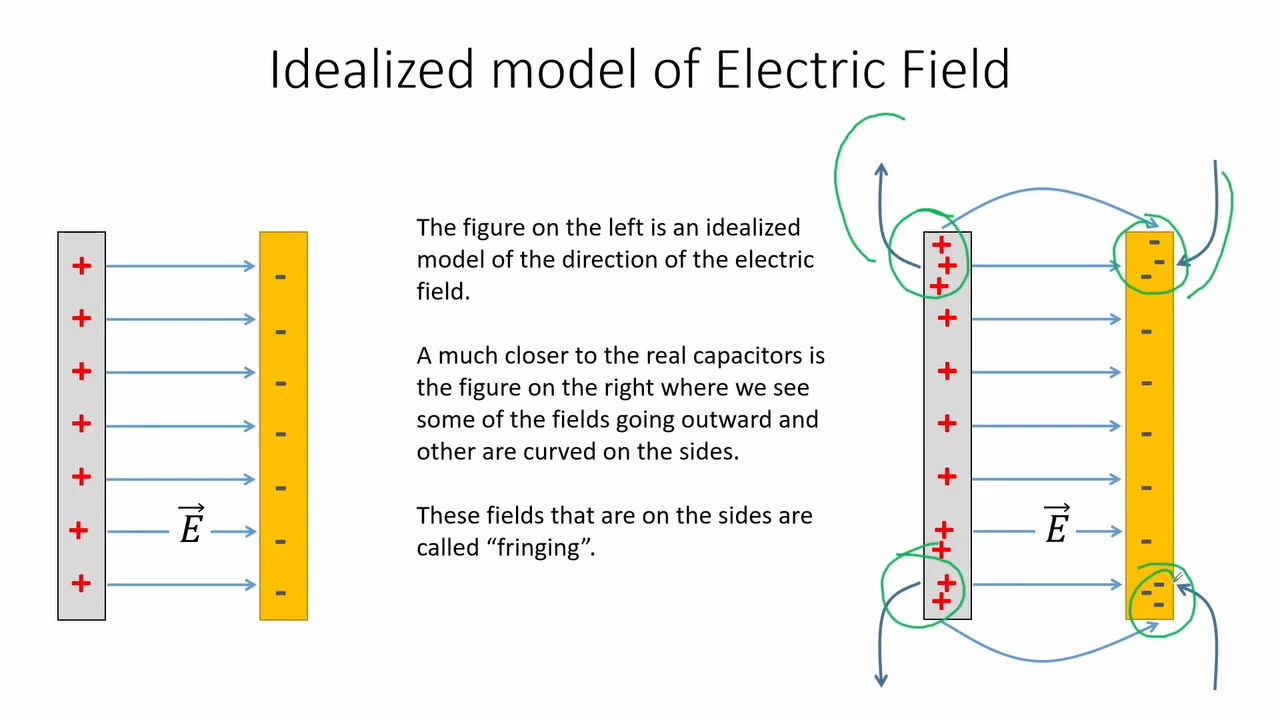 Idealized model of Electric Field
The figure on the left is an idealized
model of the direction of the electric
field.
A much closer to the real capacitors is
the figure on the right where we see
some of the fields going outward and
other are curved on the sides.
These fields that are on the sides are
called “fringing”.
+ -
+ -
+ -
+ -
+ -
+ E⃗ -
+ -
+ -
+ -
+ -
+ -
+ -
+ -
+ -
+ E⃗ -
+
+ -
+ - -